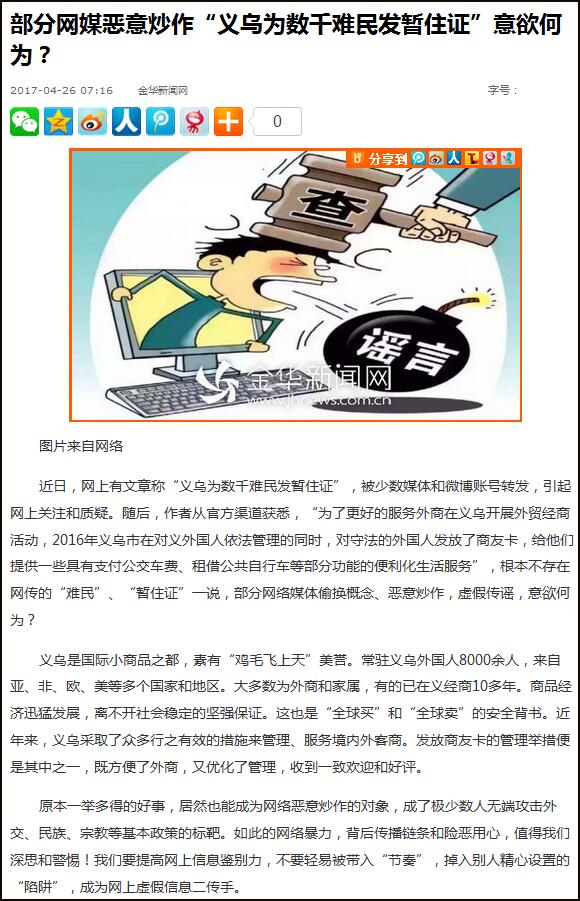 部分网媒恶意炒作“义乌为数千难民发暂住证”意欲何
为？
2017-04-26 07:16 金华新闻网 字号：
0
分享到
查
谣言
金华新闻网
www.jhnews.com.cn
图片来自网络
近日，网上有文章称“义乌为数千难民发暂住证”，被少数媒体和微博账号转发，引起
网上关注和质疑。随后，作者从官方渠道获悉，“为了更好的服务外商在义乌开展外贸经商
活动，2016年义乌市在对义外国人依法管理的同时，对守法的外国人发放了商友卡，给他们
提供一些具有支付公交车费、租借公共自行车等部分功能的便利化生活服务”，根本不存在
网传的“难民”、“暂住证”一说，部分网络媒体偷换概念、恶意炒作，虚假传谣，意欲何
为？
义乌是国际小商品之都，素有“鸡毛飞上天”美誉。常驻义乌外国人8000余人，来自
亚、非、欧、美等多个国家和地区。大多数为外商和家属，有的已在义经商10多年。商品经
济迅猛发展，离不开社会稳定的坚强保证。这也是“全球买”和“全球卖”的安全背书。近
年来，义乌采取了众多行之有效的措施来管理、服务境内外客商。发放商友卡的管理举措便
是其中之一，既方便了外商，又优化了管理，收到一致欢迎和好评。
原本一举多得的好事，居然也能成为网络恶意炒作的对象，成了极少数人无端攻击外
交、民族、宗教等基本政策的标靶。如此的网络暴力，背后传播链条和险恶用心，值得我们
深思和警惕！我们要提高网上信息鉴别力，不要轻易被带入“节奏”，掉入别人精心设置的
“陷阱”，成为网上虚假信息二传手。